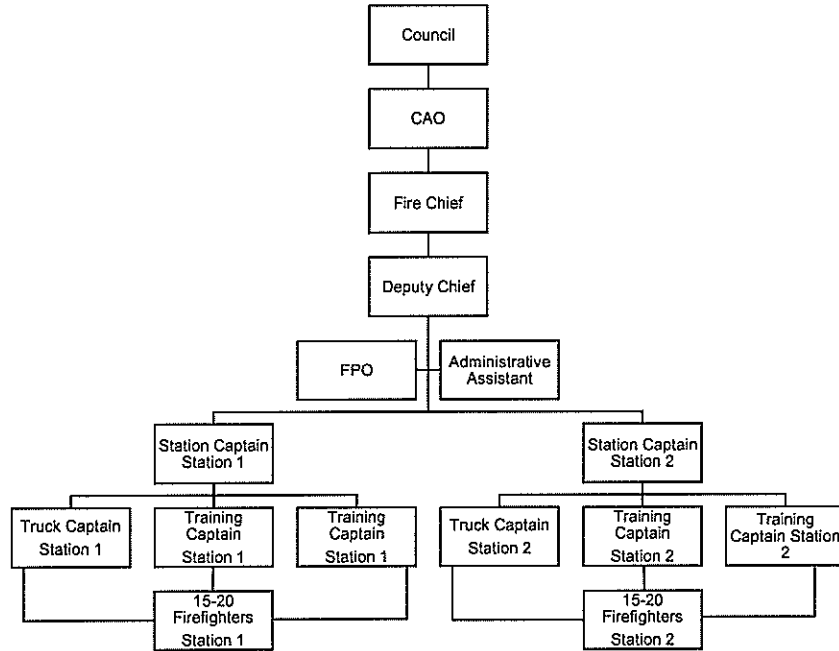 Council
CAO
Fire Chief
Deputy Chief
FPO
Administrative
Assistant
Station Captain
Station 1
Station Captain
Station 2
Truck Captain
Station 1
Training
Captain
Station 1
Training
Captain
Station 1
Truck Captain
Station 2
Training
Captain
Station 2
Training
Captain Station
2
15-20
Firefighters
Station 1
15-20
Firefighters
Station 2